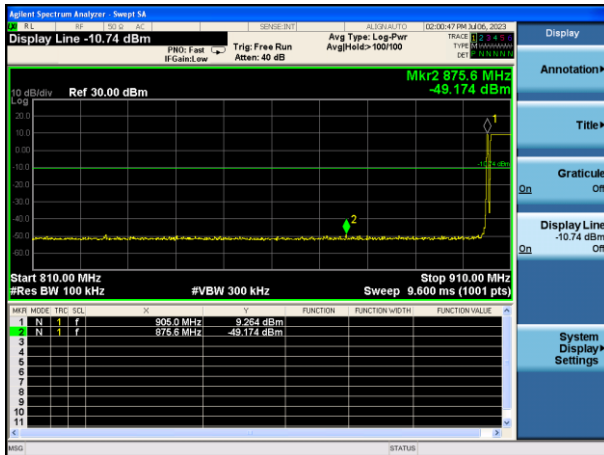 Agilent Spectrum Analyzer - Swept SA
RL RF 50 Ω AC SENSE:INT ALIGN AUTO 02:00:47 PM Jul 06, 2023
Display Line -10.74 dBm
PNO: Fast
IFGain:Low
Trig: Free Run
Atten: 40 dB
Avg Type: Log-Pwr
Avg|Hold:>100/100
TRACE 1 2 3 4 5 6
TYPE M
DET P N N N N N
Mkr2 875.6 MHz
-49.174 dBm
10 dB/div Ref 30.00 dBm
Log
20.0
10.0
0.00
-10.0
-20.0
-30.0
-40.0
-50.0
-60.0
1
2
Start 810.00 MHz Stop 910.00 MHz
#Res BW 100 kHz #VBW 300 kHz Sweep 9.600 ms (1001 pts)
MKR MODE TRC SCL X Y FUNCTION FUNCTION WIDTH FUNCTION VALUE
1 N 1 f 905.0 MHz 9.264 dBm
2 N 1 f 875.6 MHz -49.174 dBm
3
4
5
6
7
8
9
10
11
MSG STATUS
Display
Annotation
Title
Graticule
On Off
Display Line
-10.74 dBm
On Off
System
Display
Settings